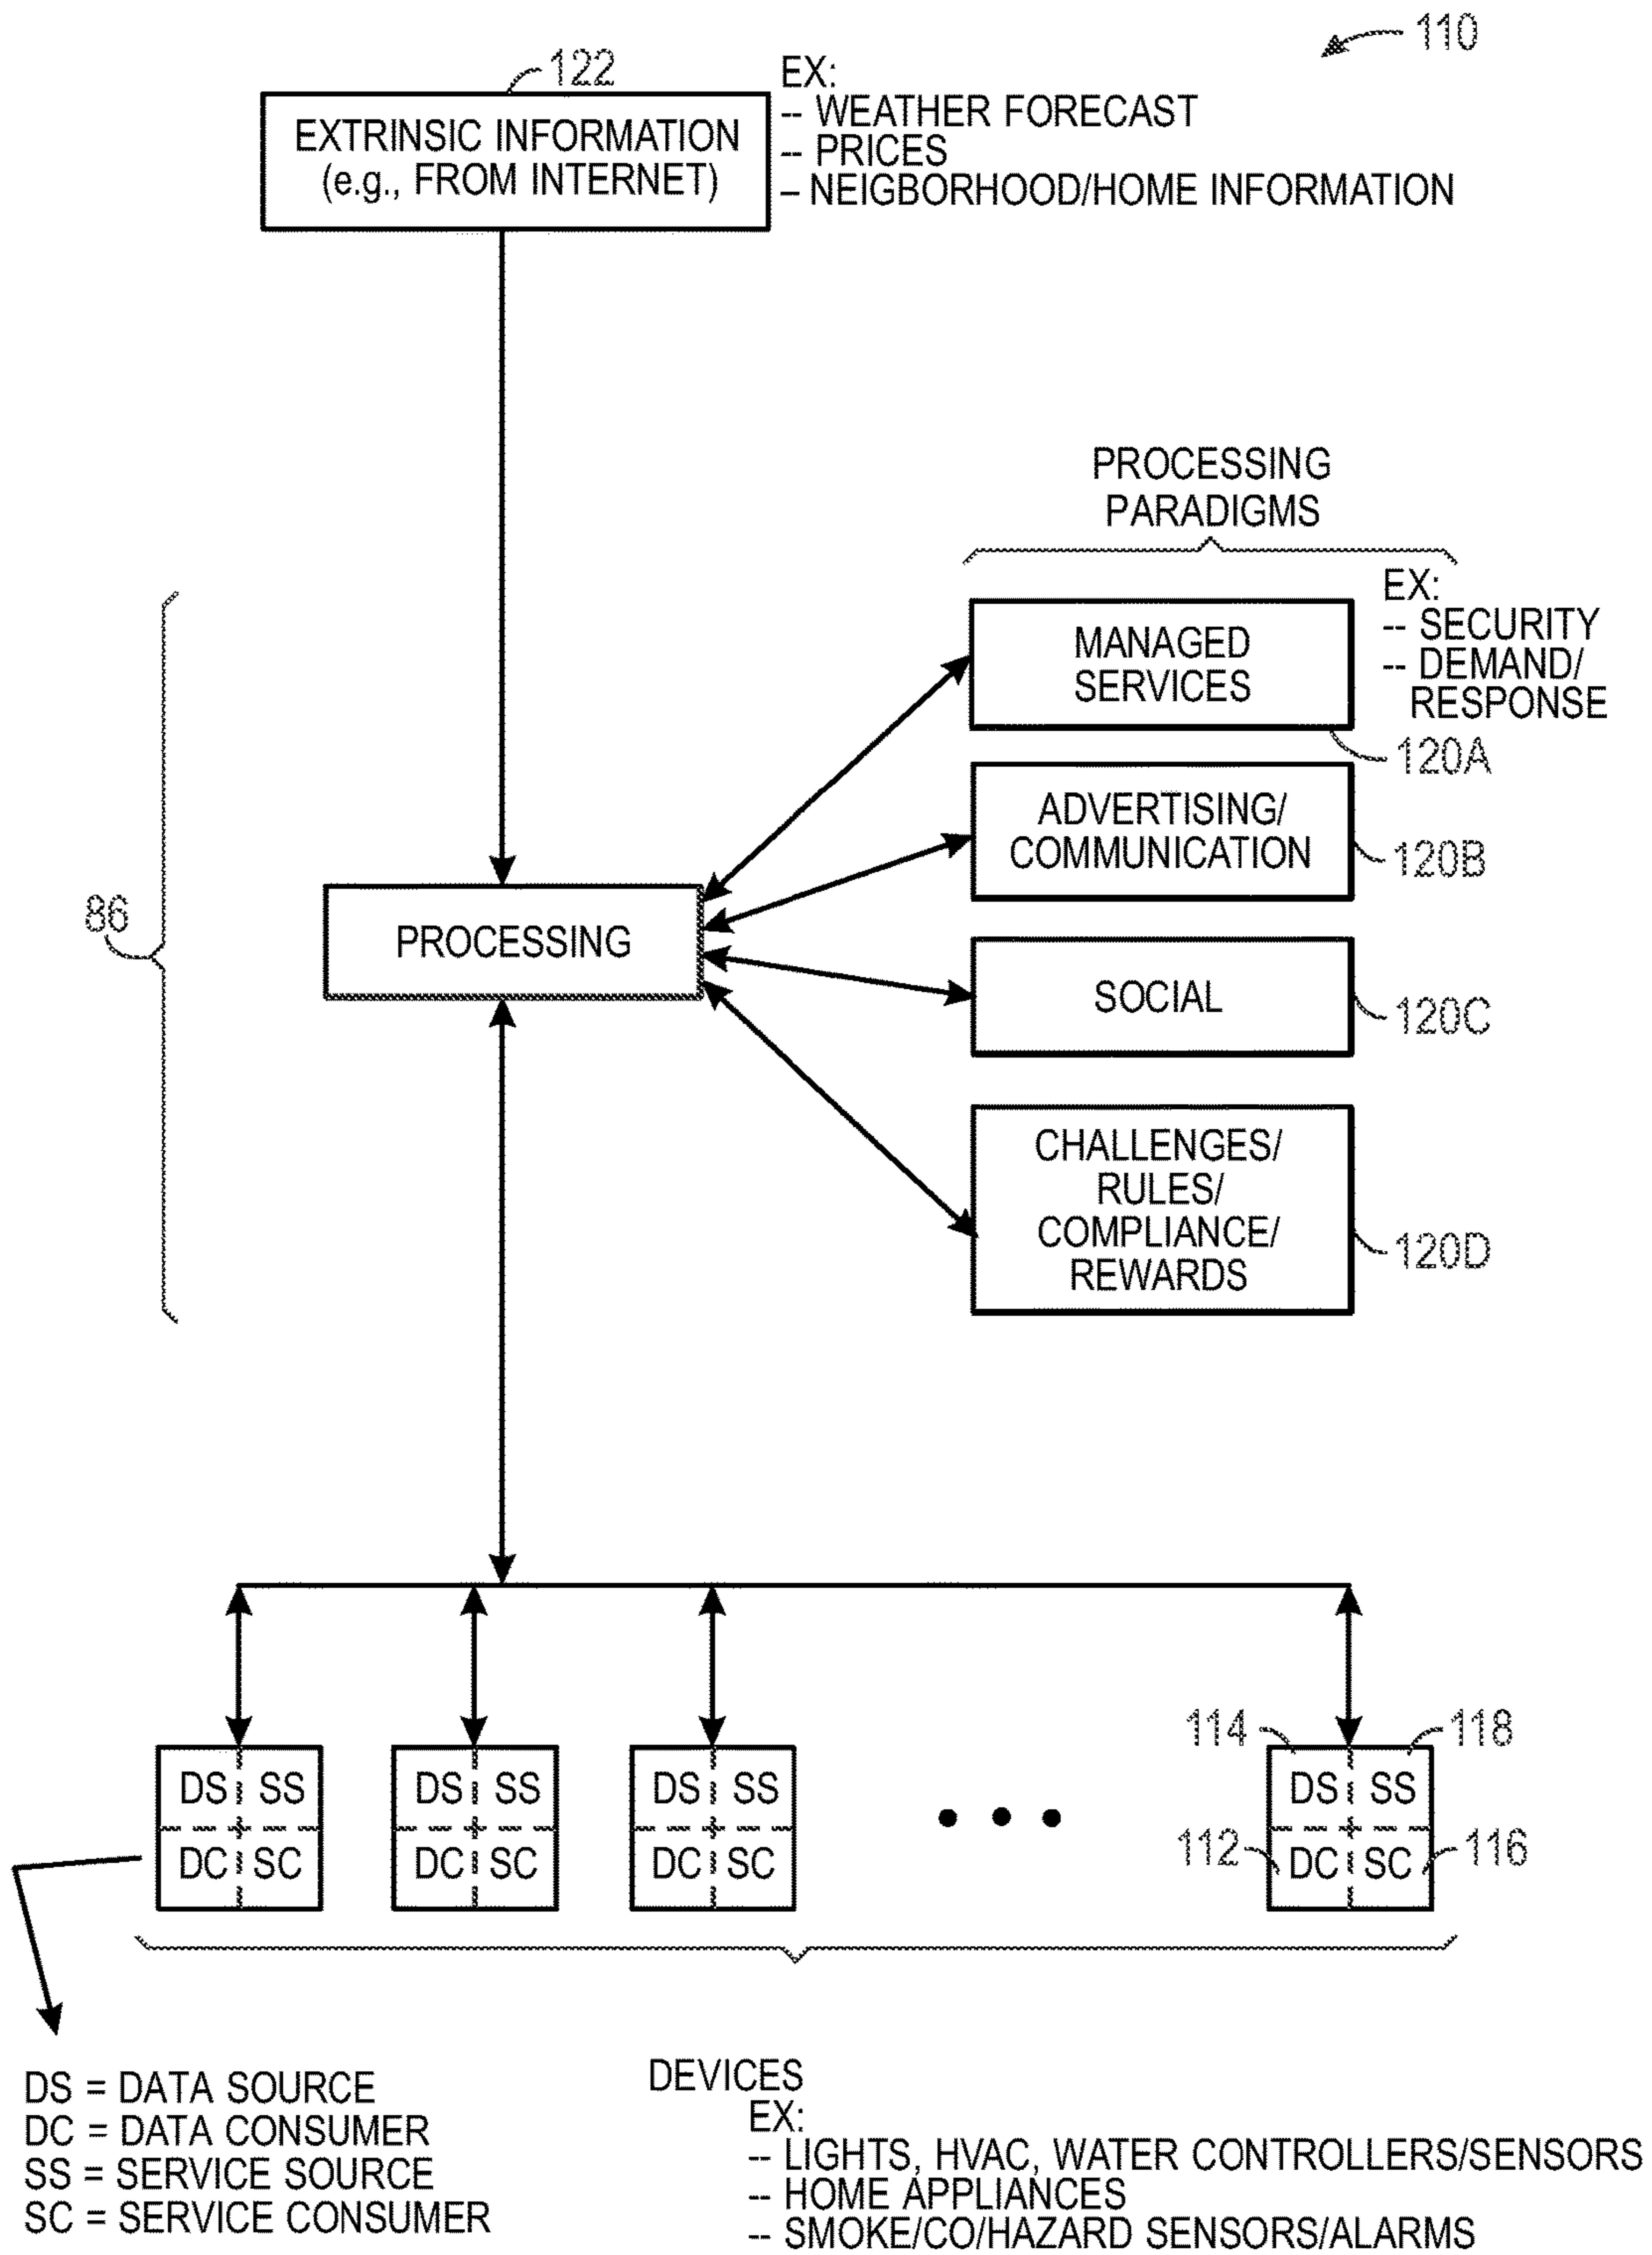 110
122
EXTRINSIC INFORMATION
(e.g., FROM INTERNET)
EX:
-- WEATHER FORECAST
-- PRICES
– NEIGBORHOOD/HOME INFORMATION
PROCESSING
PARADIGMS
MANAGED
SERVICES
EX:
-- SECURITY
-- DEMAND/
RESPONSE
120A
ADVERTISING/
COMMUNICATION
120B
86
PROCESSING
SOCIAL
120C
CHALLENGES/
RULES/
COMPLIANCE/
REWARDS
120D
114
118
DS SS
DC SC
DS SS
DC SC
DS SS
DC SC
• • •
DS SS
DC SC
112
116
DS = DATA SOURCE
DC = DATA CONSUMER
SS = SERVICE SOURCE
SC = SERVICE CONSUMER
DEVICES
EX:
-- LIGHTS, HVAC, WATER CONTROLLERS/SENSORS
-- HOME APPLIANCES
-- SMOKE/CO/HAZARD SENSORS/ALARMS